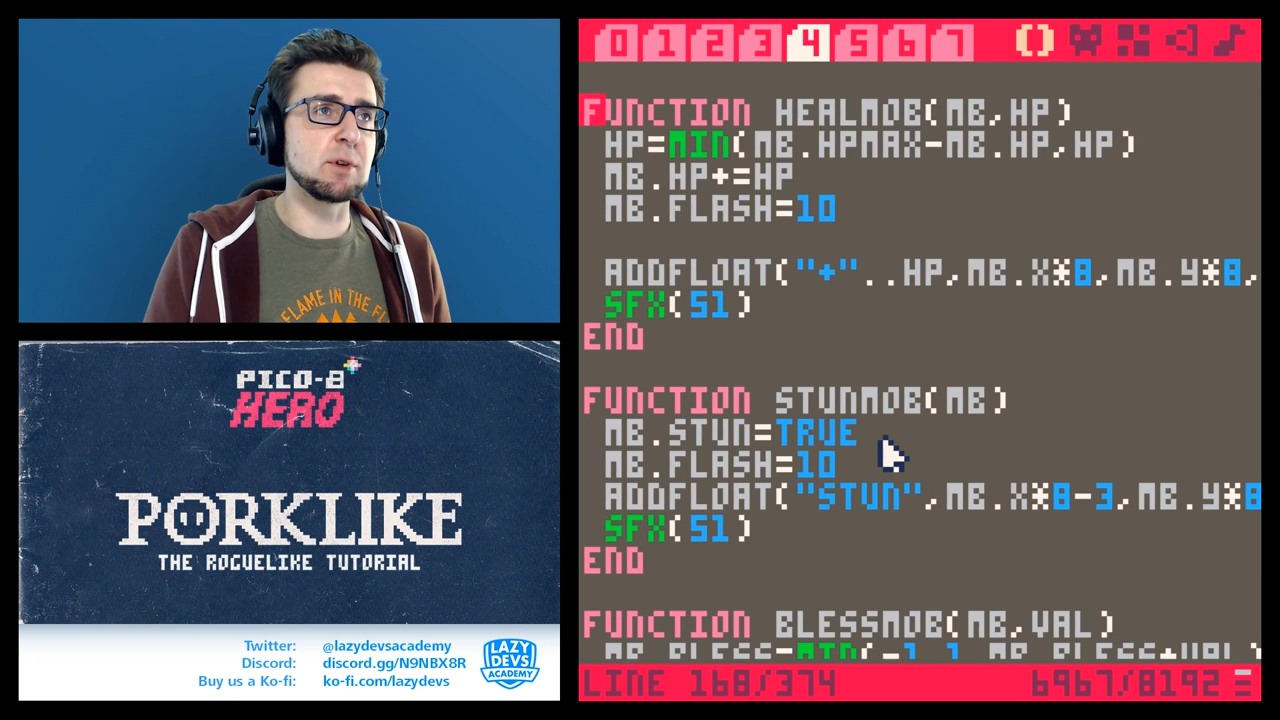 FLAME IN THE
PICO-8
HERO
PORKLIKE
THE ROGUELIKE TUTORIAL
Twitter: @lazydevsacademy
Discord: discord.gg/N9NBX8R
Buy us a Ko-fi: ko-fi.com/lazydevs
LAZY
DEVS
ACADEMY
0 1 2 3 4 5 6 7 ()
FUNCTION HEALMOB(MB,HP)
HP=MIN(MB.HPMAX-MB.HP,HP)
MB.HP+=HP
MB.FLASH=10
ADDFLOAT("+"..HP,MB.X*8,MB.Y*8,
SFX(51)
END
FUNCTION STUNMOB(MB)
MB.STUN=TRUE
MB.FLASH=10
ADDFLOAT("STUN",MB.X*8-3,MB.Y*8
SFX(51)
END
FUNCTION BLESSMOB(MB,VAL)
LINE 168/374 6967/8192